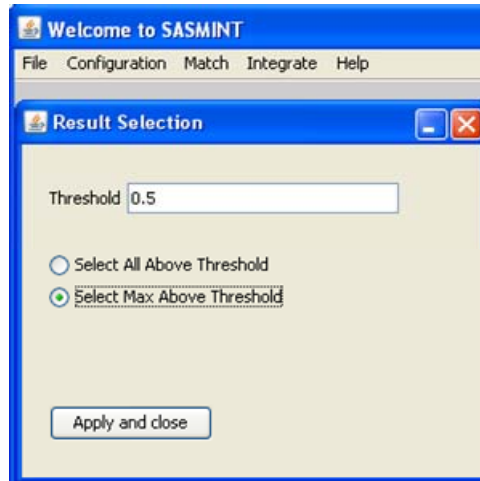 Welcome to SASMINT
File Configuration Match Integrate Help
Result Selection
Threshold 0.5
Select All Above Threshold
Select Max Above Threshold
Apply and close